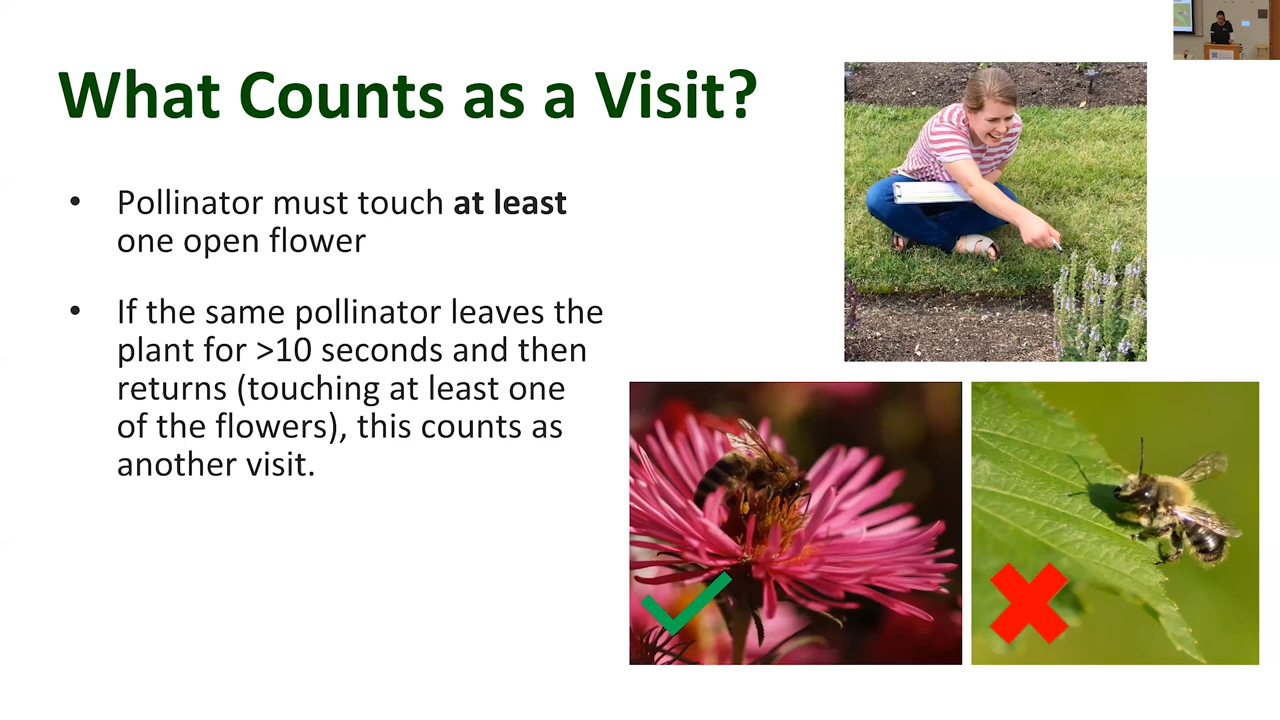 What Counts as a Visit?
• Pollinator must touch at least
one open flower
• If the same pollinator leaves the
plant for >10 seconds and then
returns (touching at least one
of the flowers), this counts as
another visit.